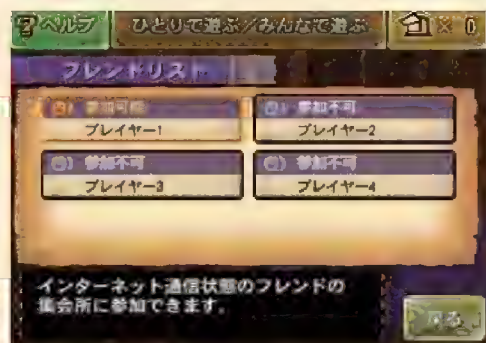 ?ヘルプ
ひとりで遊ぶ／みんなで遊ぶ
× 0
フレンドリスト
参加可能
プレイヤー1
参加不可
プレイヤー2
参加不可
プレイヤー3
参加不可
プレイヤー4
インターネット通信状態のフレンドの
集会所に参加できます。
戻る